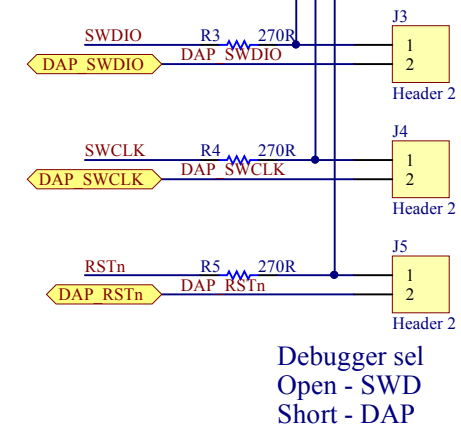 J3
SWDIO R3 270R
DAP_SWDIO DAP_SWDIO
1
2
Header 2
J4
SWCLK R4 270R
DAP_SWCLK DAP_SWCLK
1
2
Header 2
J5
RSTn R5 270R
DAP_RSTn DAP_RSTn
1
2
Header 2
Debugger sel
Open - SWD
Short - DAP